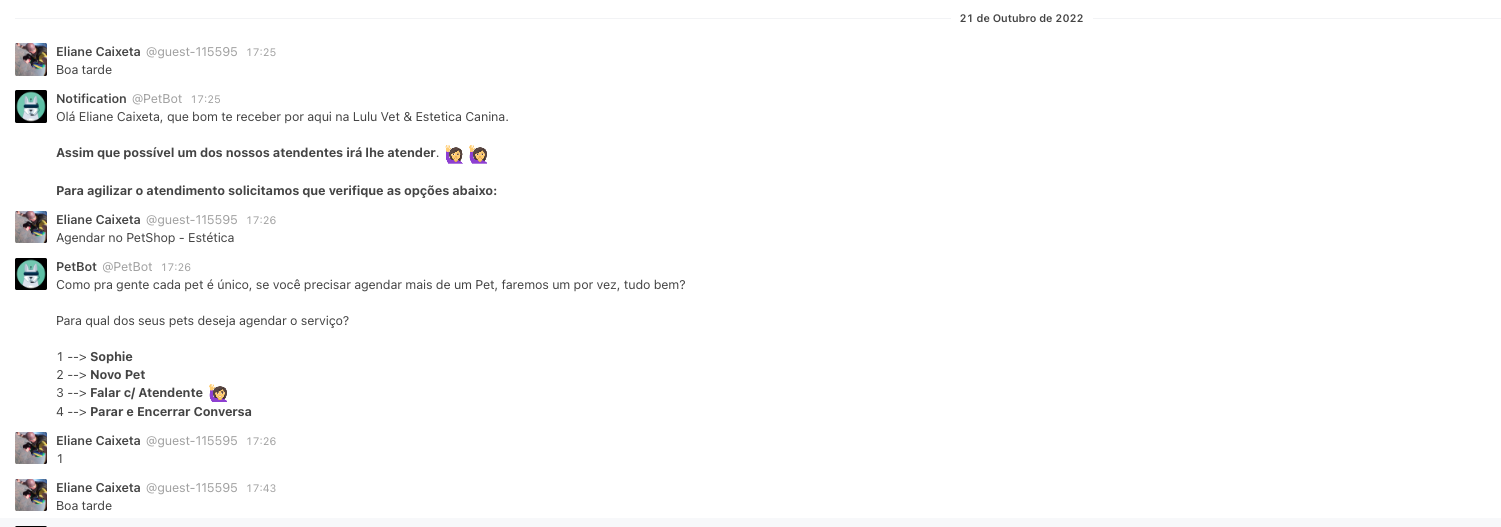 21 de Outubro de 2022
Eliane Caixeta @guest-115595 17:25
Boa tarde
Notification @PetBot 17:25
Olá Eliane Caixeta, que bom te receber por aqui na Lulu Vet & Estetica Canina.
Assim que possível um dos nossos atendentes irá lhe atender. 🙋 🙋
Para agilizar o atendimento solicitamos que verifique as opções abaixo:
Eliane Caixeta @guest-115595 17:26
Agendar no PetShop - Estética
PetBot @PetBot 17:26
Como pra gente cada pet é único, se você precisar agendar mais de um Pet, faremos um por vez, tudo bem?
Para qual dos seus pets deseja agendar o serviço?
1 --> Sophie
2 --> Novo Pet
3 --> Falar c/ Atendente 🙋
4 --> Parar e Encerrar Conversa
Eliane Caixeta @guest-115595 17:26
1
Eliane Caixeta @guest-115595 17:43
Boa tarde